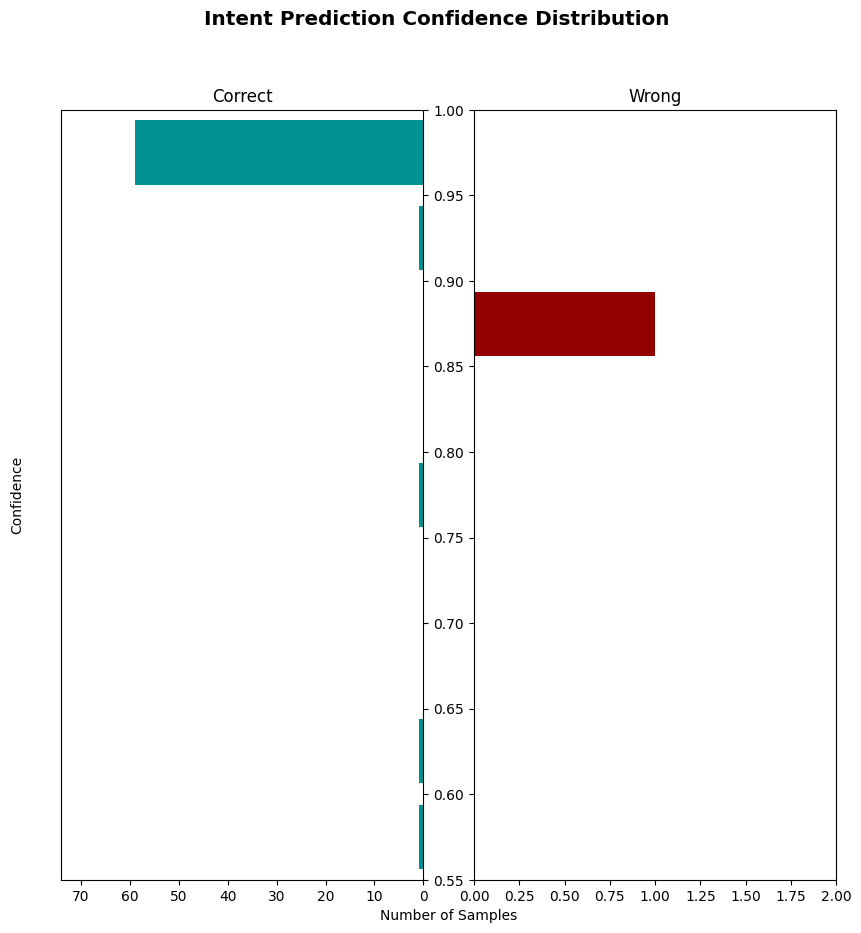 Intent Prediction Confidence Distribution
Correct
Wrong
1.00
0.95
0.90
0.85
0.80
0.75
0.70
0.65
0.60
0.55
Confidence
70 60 50 40 30 20 10 0
0.00 0.25 0.50 0.75 1.00 1.25 1.50 1.75 2.00
Number of Samples